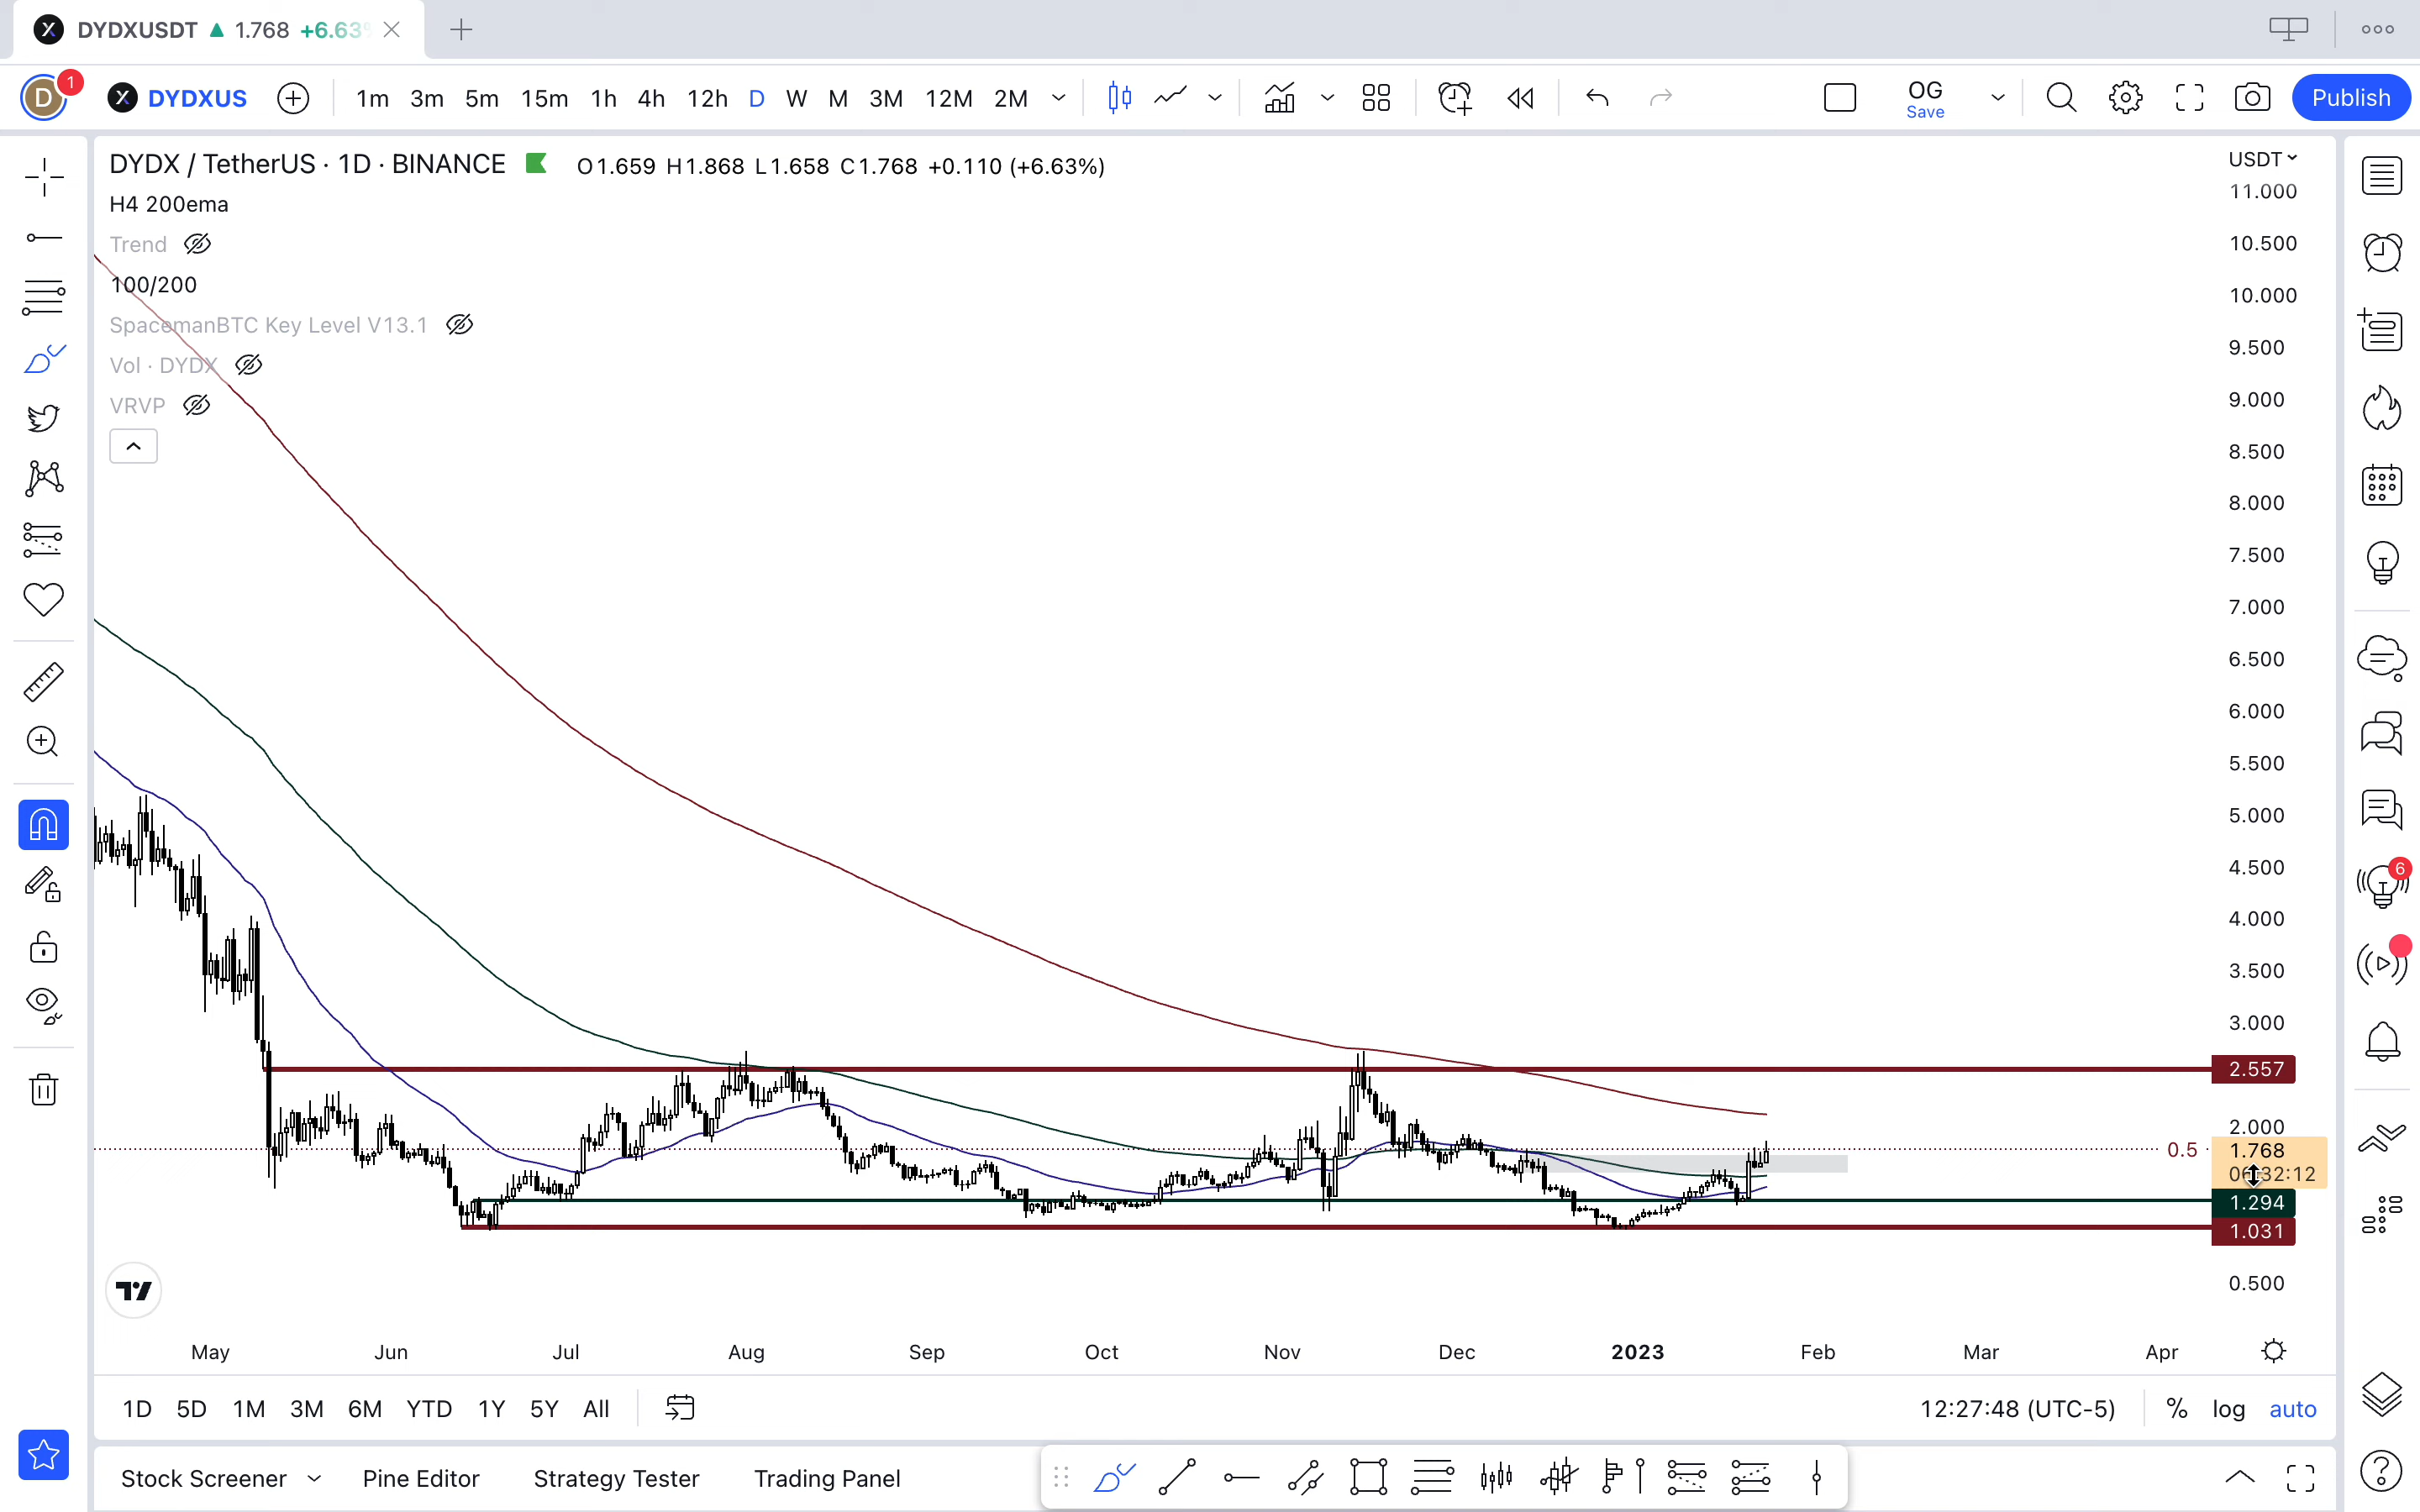 DYDXUSDT ▲ 1.768 +6.63%
D 1 DYDXUS 1m 3m 5m 15m 1h 4h 12h D W M 3M 12M 2M OG Save Publish
DYDX / TetherUS · 1D · BINANCE O1.659 H1.868 L1.658 C1.768 +0.110 (+6.63%)
USDT
H4 200ema
Trend
100/200
SpacemanBTC Key Level V13.1
Vol · DYDX
VRVP
11.000
10.500
10.000
9.500
9.000
8.500
8.000
7.500
7.000
6.500
6.000
5.500
5.000
4.500
4.000
3.500
3.000
2.557
2.000
0.5
1.768
1.294
1.031
0.500
6
May Jun Jul Aug Sep Oct Nov Dec 2023 Feb Mar Apr
1D 5D 1M 3M 6M YTD 1Y 5Y All 12:27:48 (UTC-5) % log auto
Stock Screener Pine Editor Strategy Tester Trading Panel